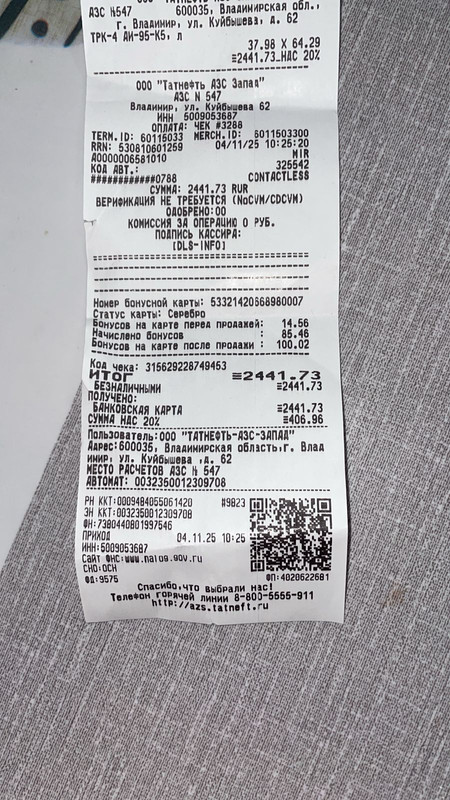 АЗС №547 600035, Владимирская обл.,
г. Владимир, ул. Куйбышева, д. 62
ТРК-4 АИ-95-К5, л
37.98 X 64.29
≡2441.73_НДС 20%
ООО "Татнефть АЗС Запад"
АЗС N 547
Владимир, ул. Куйбышева 62
ИНН 5009053687
ОПЛАТА: ЧЕК #3288
TERM.ID: 60115033 MERCH.ID: 6011503300
RRN: 530810601259 04/11/25 10:25:20
A0000006581010 MIR
КОД АВТ.: 325542
############0788 CONTACTLESS
СУММА: 2441.73 RUR
ВЕРИФИКАЦИЯ НЕ ТРЕБУЕТСЯ (NoCVM/CDCVM)
ОДОБРЕНО:00
КОМИССИЯ ЗА ОПЕРАЦИЮ 0 РУБ.
ПОДПИСЬ КАССИРА:
[DLS-INFO]
Номер бонусной карты: 53321420668980007
Статус карты: Серебро
Бонусов на карте перед продажей: 14.56
Начислено бонусов : 85.46
Бонусов на карте после продажи : 100.02
Код чека: 315629228749453
ИТОГ ≡2441.73
БЕЗНАЛИЧНЫМИ ≡2441.73
ПОЛУЧЕНО:
БАНКОВСКАЯ КАРТА ≡2441.73
СУММА НДС 20% ≡406.96
Пользователь:ООО "ТАТНЕФТЬ-АЗС-ЗАПАД"
Адрес:600035, Владимирская область,г. Влад
имир, ул. Куйбышева ,д. 62
МЕСТО РАСЧЕТОВ АЗС № 547
АВТОМАТ: 0032350012309708
РН ККТ:0009484055061420 #9823
ЗН ККТ:0032350012309708
ФН:7380440801997546
ПРИХОД 04.11.25 10:25
ИНН:5009053687
Сайт ФНС:www.nalog.gov.ru
СНО:ОСН
ФД:9575 ФП:4020622681
Спасибо,что выбрали нас!
Телефон горячей линии 8-800-5555-911
http://azs.tatneft.ru